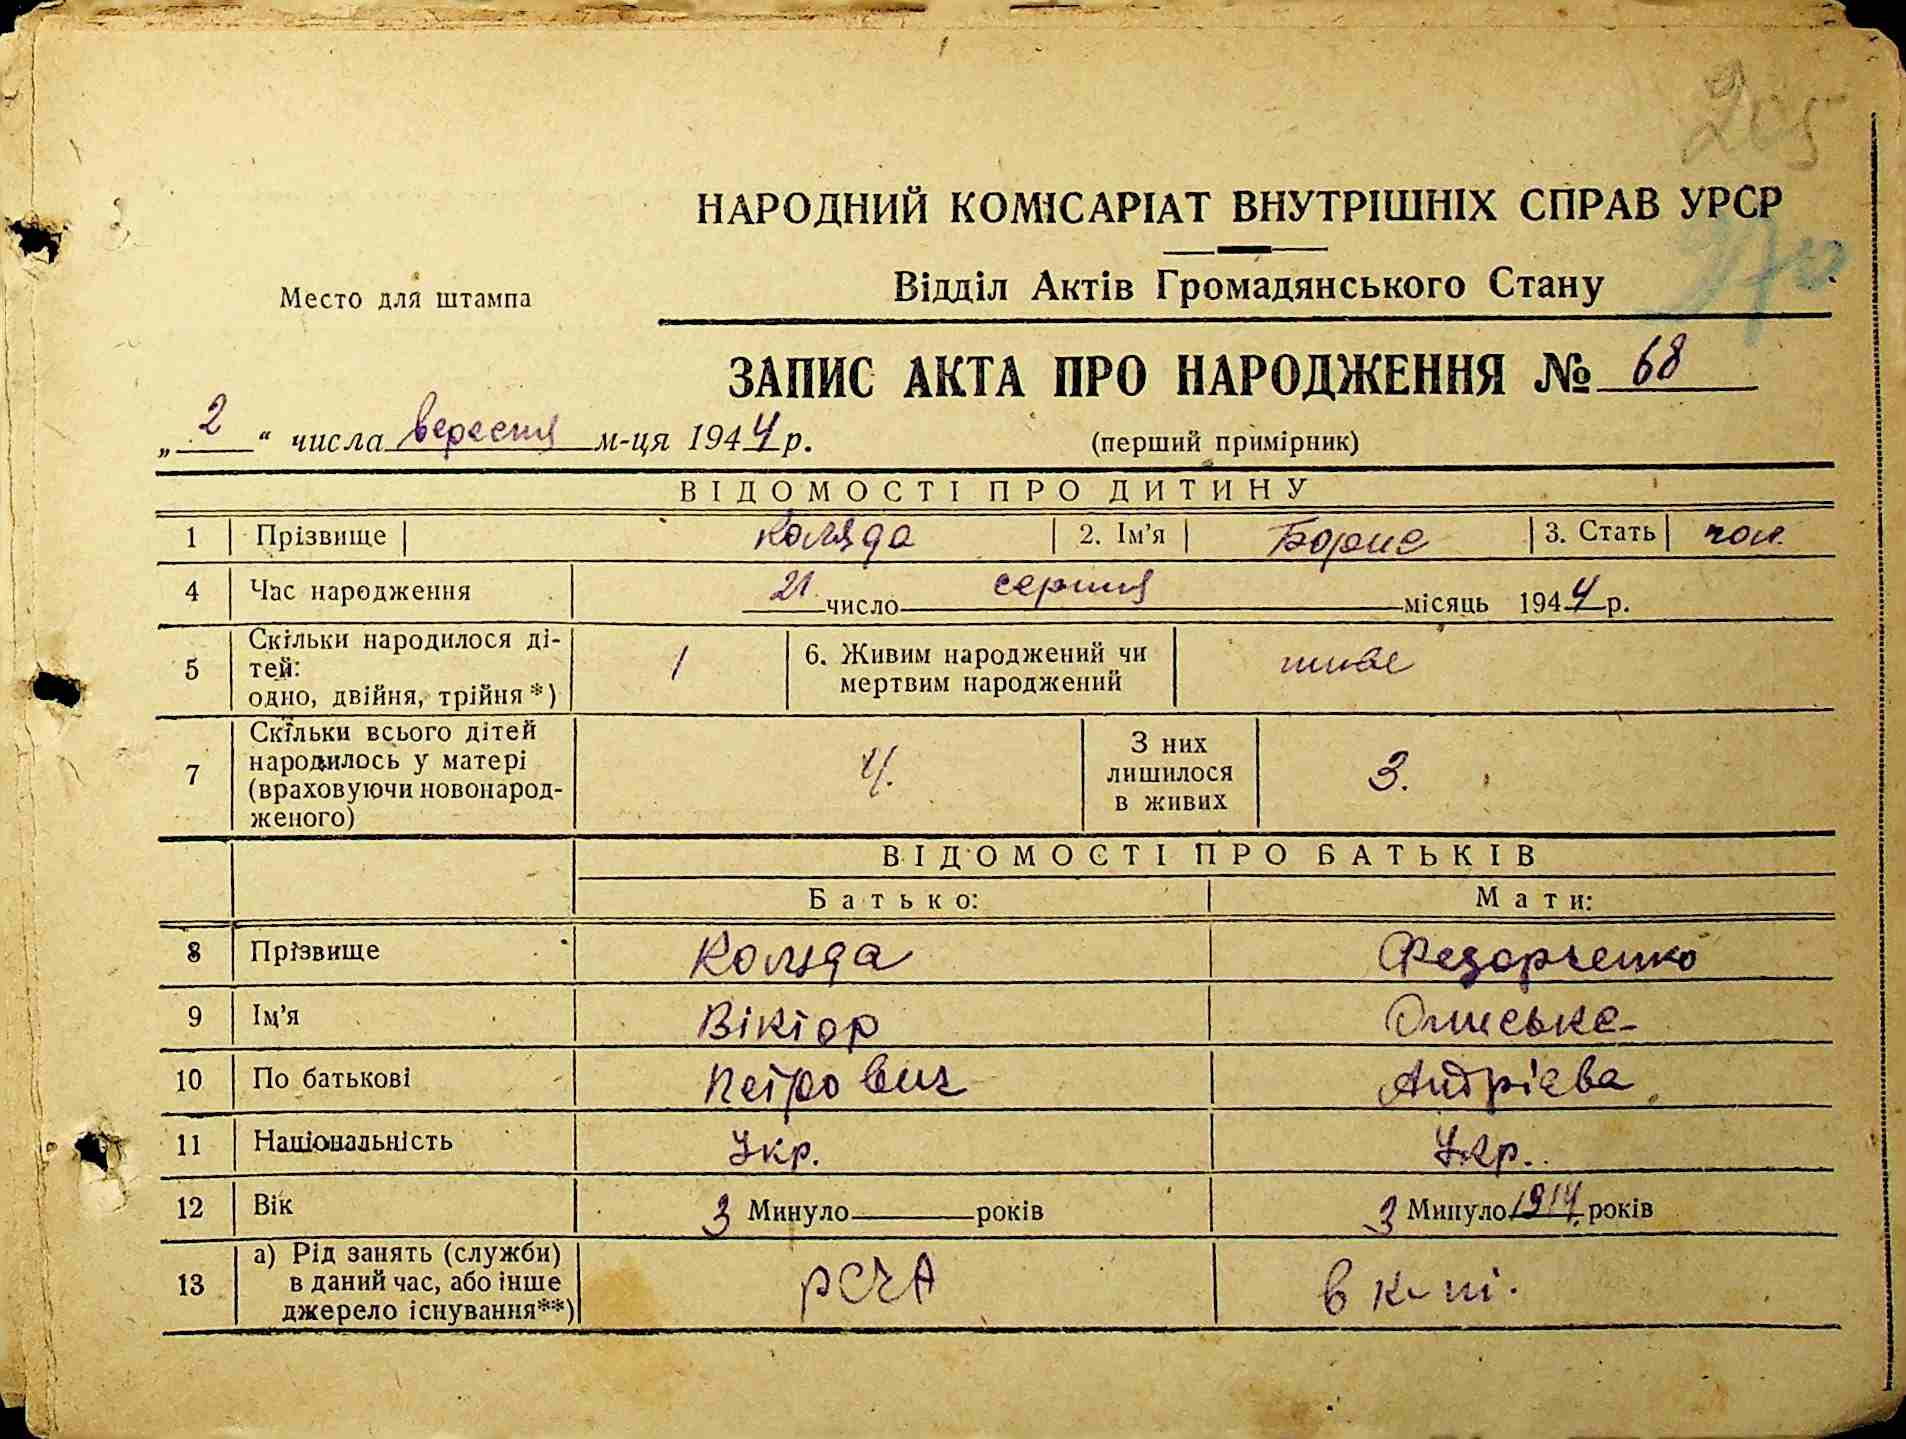 205
НАРОДНИЙ КОМІСАРІАТ ВНУТРІШНІХ СПРАВ УРСР
Место для штампа
Відділ Актів Громадянського Стану
ЗАПИС АКТА ПРО НАРОДЖЕННЯ № 68
„ 2 “ числа вересня м-ця 1944 р. (перший примірник)
ВІДОМОСТІ ПРО ДИТИНУ
1 Прізвище Коляда 2. Ім'я Борис 3. Стать чол.
4 Час народження 21 число серпня місяць 1944 р.
5 Скільки народилося ді-
тей:
одно, двійня, трійня *) 1 6. Живим народжений чи
мертвим народжений живе
7 Скільки всього дітей
народилось у матері
(враховуючи новонарод-
женого) 4. З них
лишилося
в живих 3.
ВІДОМОСТІ ПРО БАТЬКІВ
Батько: Мати:
8 Прізвище Коляда Федорченко
9 Ім'я Віктор
10 По батькові Петрович Андрієва
11 Національність Укр. Укр.
12 Вік З Минуло років З Минуло 1914 років
13 а) Рід занять (служби)
в даний час, або інше
джерело існування**) РСЧА в к-пі.